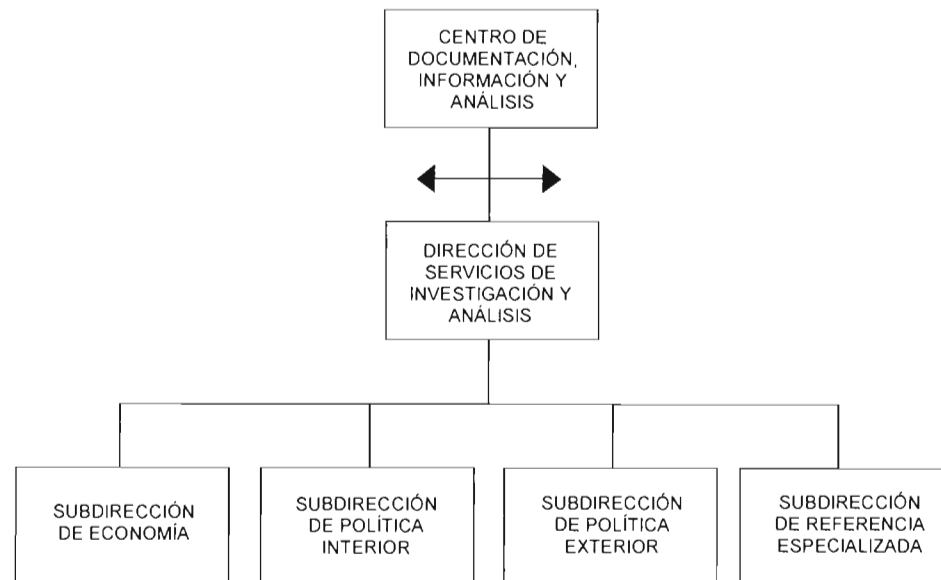 CENTRO DE
DOCUMENTACIÓN,
INFORMACIÓN Y
ANÁLISIS
DIRECCIÓN DE
SERVICIOS DE
INVESTIGACIÓN Y
ANÁLISIS
SUBDIRECCIÓN
DE ECONOMÍA
SUBDIRECCIÓN
DE POLÍTICA
INTERIOR
SUBDIRECCIÓN
DE POLÍTICA
EXTERIOR
SUBDIRECCIÓN
DE REFERENCIA
ESPECIALIZADA